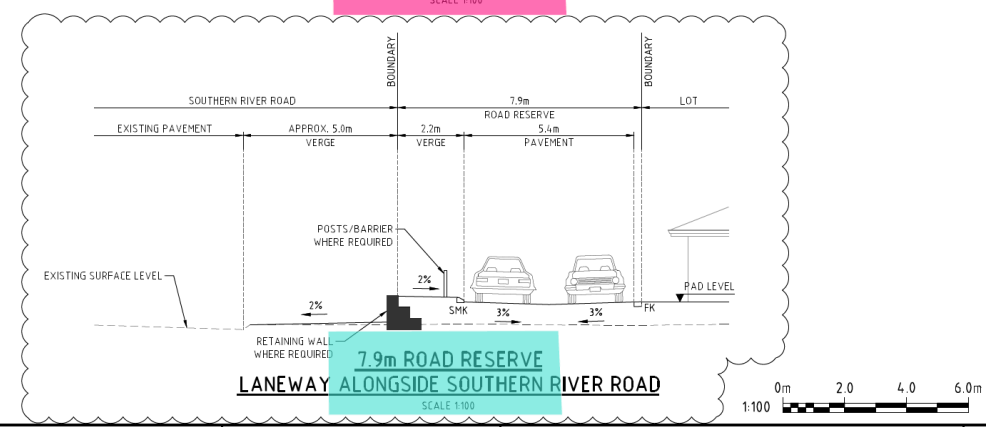 SCALE 1:100
BOUNDARY
BOUNDARY
SOUTHERN RIVER ROAD
7.9m
LOT
ROAD RESERVE
EXISTING PAVEMENT
APPROX. 5.0m
2.2m
5.4m
VERGE
VERGE
PAVEMENT
POSTS/BARRIER
WHERE REQUIRED
EXISTING SURFACE LEVEL
2%
PAD LEVEL
2%
SMK
3%
3%
FK
RETAINING WALL
WHERE REQUIRED
7.9m ROAD RESERVE
LANEWAY ALONGSIDE SOUTHERN RIVER ROAD
SCALE 1:100
0m 2.0 4.0 6.0m
1:100